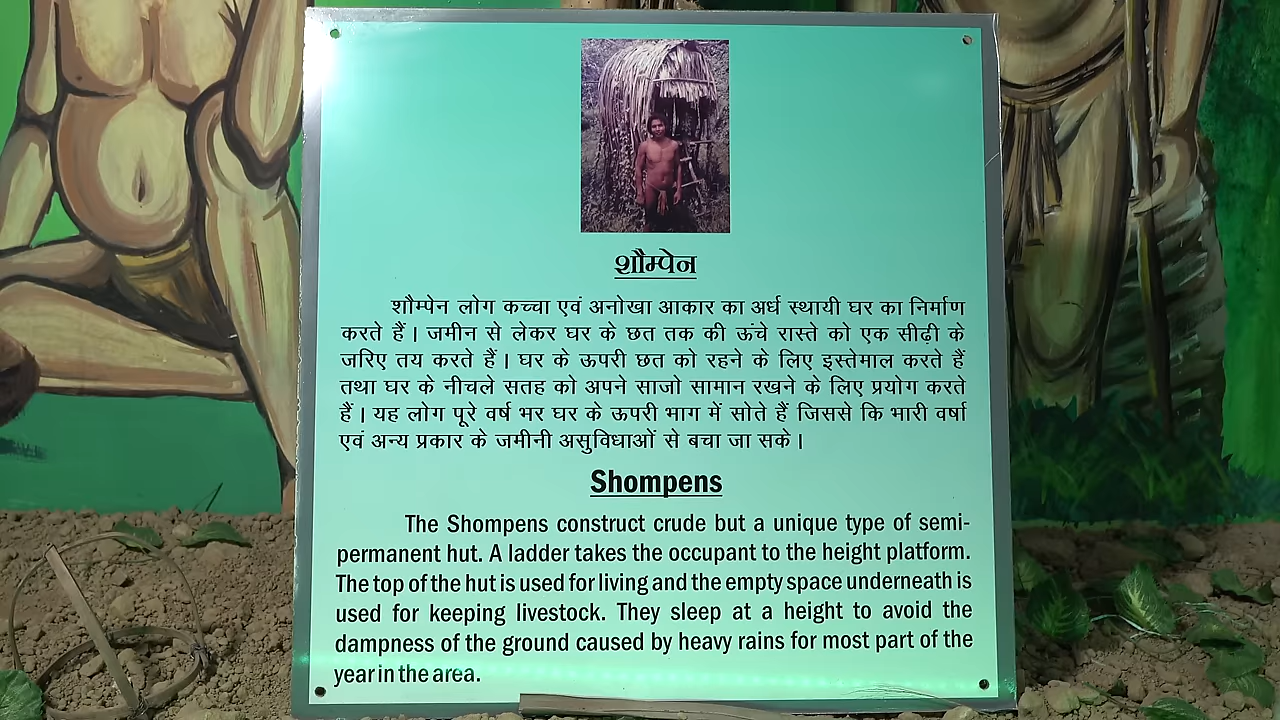 शौम्पेन
शौम्पेन लोग कच्चा एवं अनोखा आकार का अर्ध स्थायी घर का निर्माण
करते हैं। जमीन से लेकर घर के छत तक की ऊंचे रास्ते को एक सीढ़ी के
जरिए तय करते हैं। घर के ऊपरी छत को रहने के लिए इस्तेमाल करते हैं
तथा घर के नीचले सतह को अपने साजो सामान रखने के लिए प्रयोग करते
हैं। यह लोग पूरे वर्ष भर घर के ऊपरी भाग में सोते हैं जिससे कि भारी वर्षा
एवं अन्य प्रकार के जमीनी असुविधाओं से बचा जा सके।
Shompens
The Shompens construct crude but a unique type of semi-
permanent hut. A ladder takes the occupant to the height platform.
The top of the hut is used for living and the empty space underneath is
used for keeping livestock. They sleep at a height to avoid the
dampness of the ground caused by heavy rains for most part of the
year in the area.